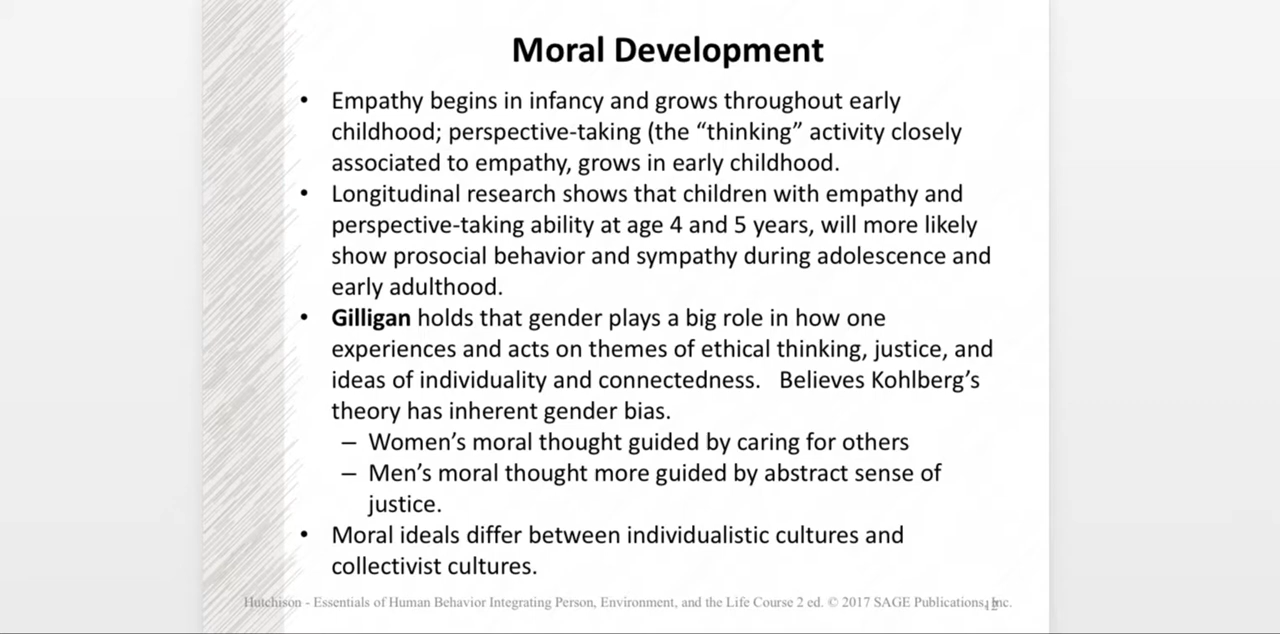 Moral Development
• Empathy begins in infancy and grows throughout early
childhood; perspective-taking (the “thinking” activity closely
associated to empathy, grows in early childhood.
• Longitudinal research shows that children with empathy and
perspective-taking ability at age 4 and 5 years, will more likely
show prosocial behavior and sympathy during adolescence and
early adulthood.
• Gilligan holds that gender plays a big role in how one
experiences and acts on themes of ethical thinking, justice, and
ideas of individuality and connectedness.   Believes Kohlberg’s
theory has inherent gender bias.
– Women’s moral thought guided by caring for others
– Men’s moral thought more guided by abstract sense of
justice.
• Moral ideals differ between individualistic cultures and
collectivist cultures.
Hutchison - Essentials of Human Behavior Integrating Person, Environment, and the Life Course 2 ed. © 2017 SAGE Publications, Inc.